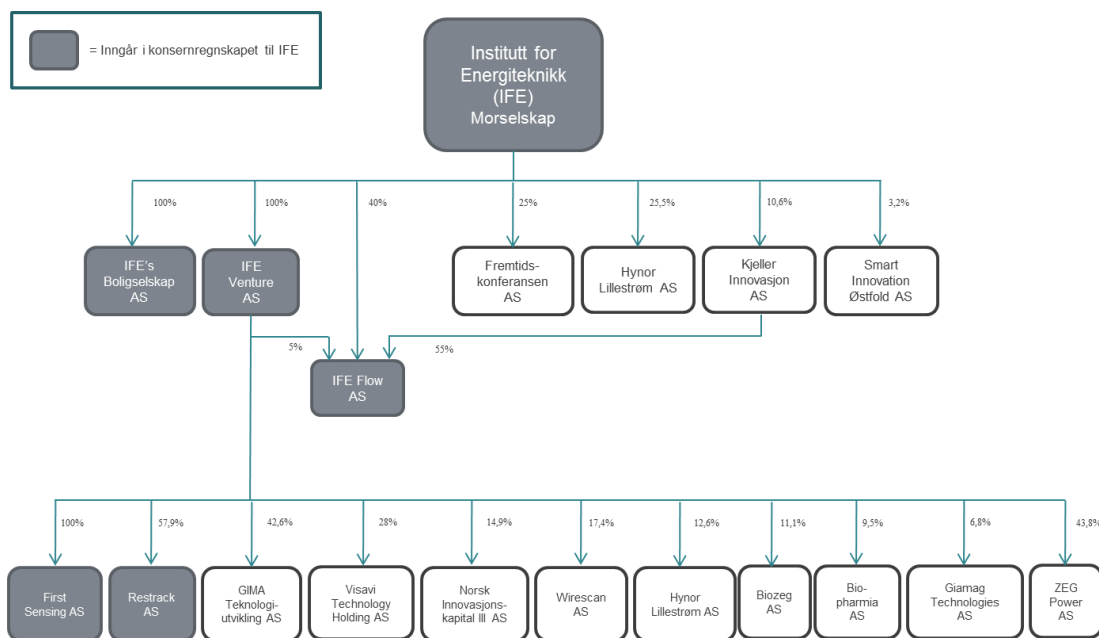 = Inngår i konsernregnskapet til IFE
Institutt for
Energiteknikk
(IFE)
Morselskap
100%
100%
40%
25%
25,5%
10,6%
3,2%
IFE's
Boligselskap
AS
IFE
Venture
AS
Fremtids-
konferansen
AS
Hynor
Lillestrøm AS
Kjeller
Innovasjon
AS
Smart
Innovation
Østfold AS
5%
55%
IFE Flow
AS
100%
57,9%
42,6%
28%
14,9%
17,4%
12,6%
11,1%
9,5%
6,8%
43,8%
First
Sensing AS
Restrack
AS
GIMA
Teknologi-
utvikling AS
Visavi
Technology
Holding AS
Norsk
Innovasjons-
kapital III AS
Wirescan
AS
Hynor
Lillestrøm AS
Biozeg
AS
Bio-
pharmia
AS
Giamag
Technologies
AS
ZEG
Power
AS